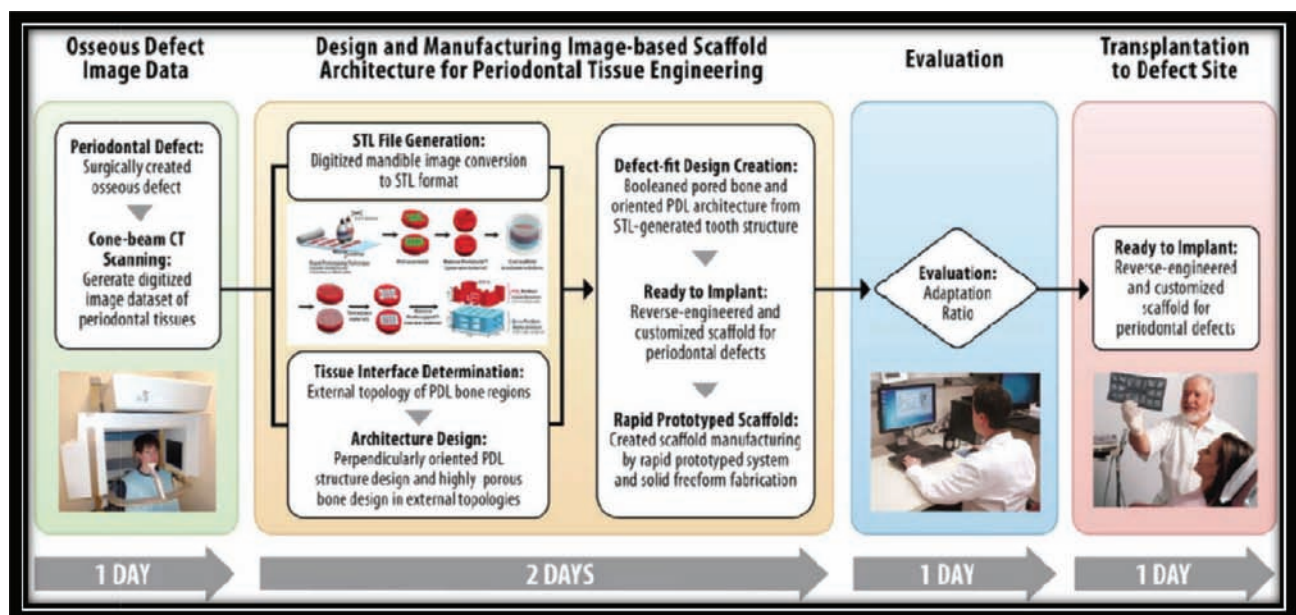 Osseous Defect
Image Data
Design and Manufacturing Image-based Scaffold
Architecture for Periodontal Tissue Engineering
Evaluation
Transplantation
to Defect Site
Periodontal Defect:
Surgically created
osseous defect
Cone-beam CT
Scanning:
Gererate digitized
image dataset of
periodontal tissues
STL File Generation:
Digitized mandible image conversion
to STL format
Tissue Interface Determination:
External topology of PDL bone regions
Architecture Design:
Perpendicularly oriented PDL
structure design and highly porous
bone design in external topologies
Defect-fit Design Creation:
Booleaned pored bone and
oriented PDL architecture from
STL-generated tooth structure
Ready to Implant:
Reverse-engineered and
customized scaffold for
periodontal defects
Rapid Prototyped Scaffold:
Created scaffold manufacturing
by rapid prototyped system
and solid freeform fabrication
Evaluation:
Adaptation
Ratio
Ready to Implant:
Reverse-engineered
and customized
scaffold for
periodontal defects
1 DAY
2 DAYS
1 DAY
1 DAY